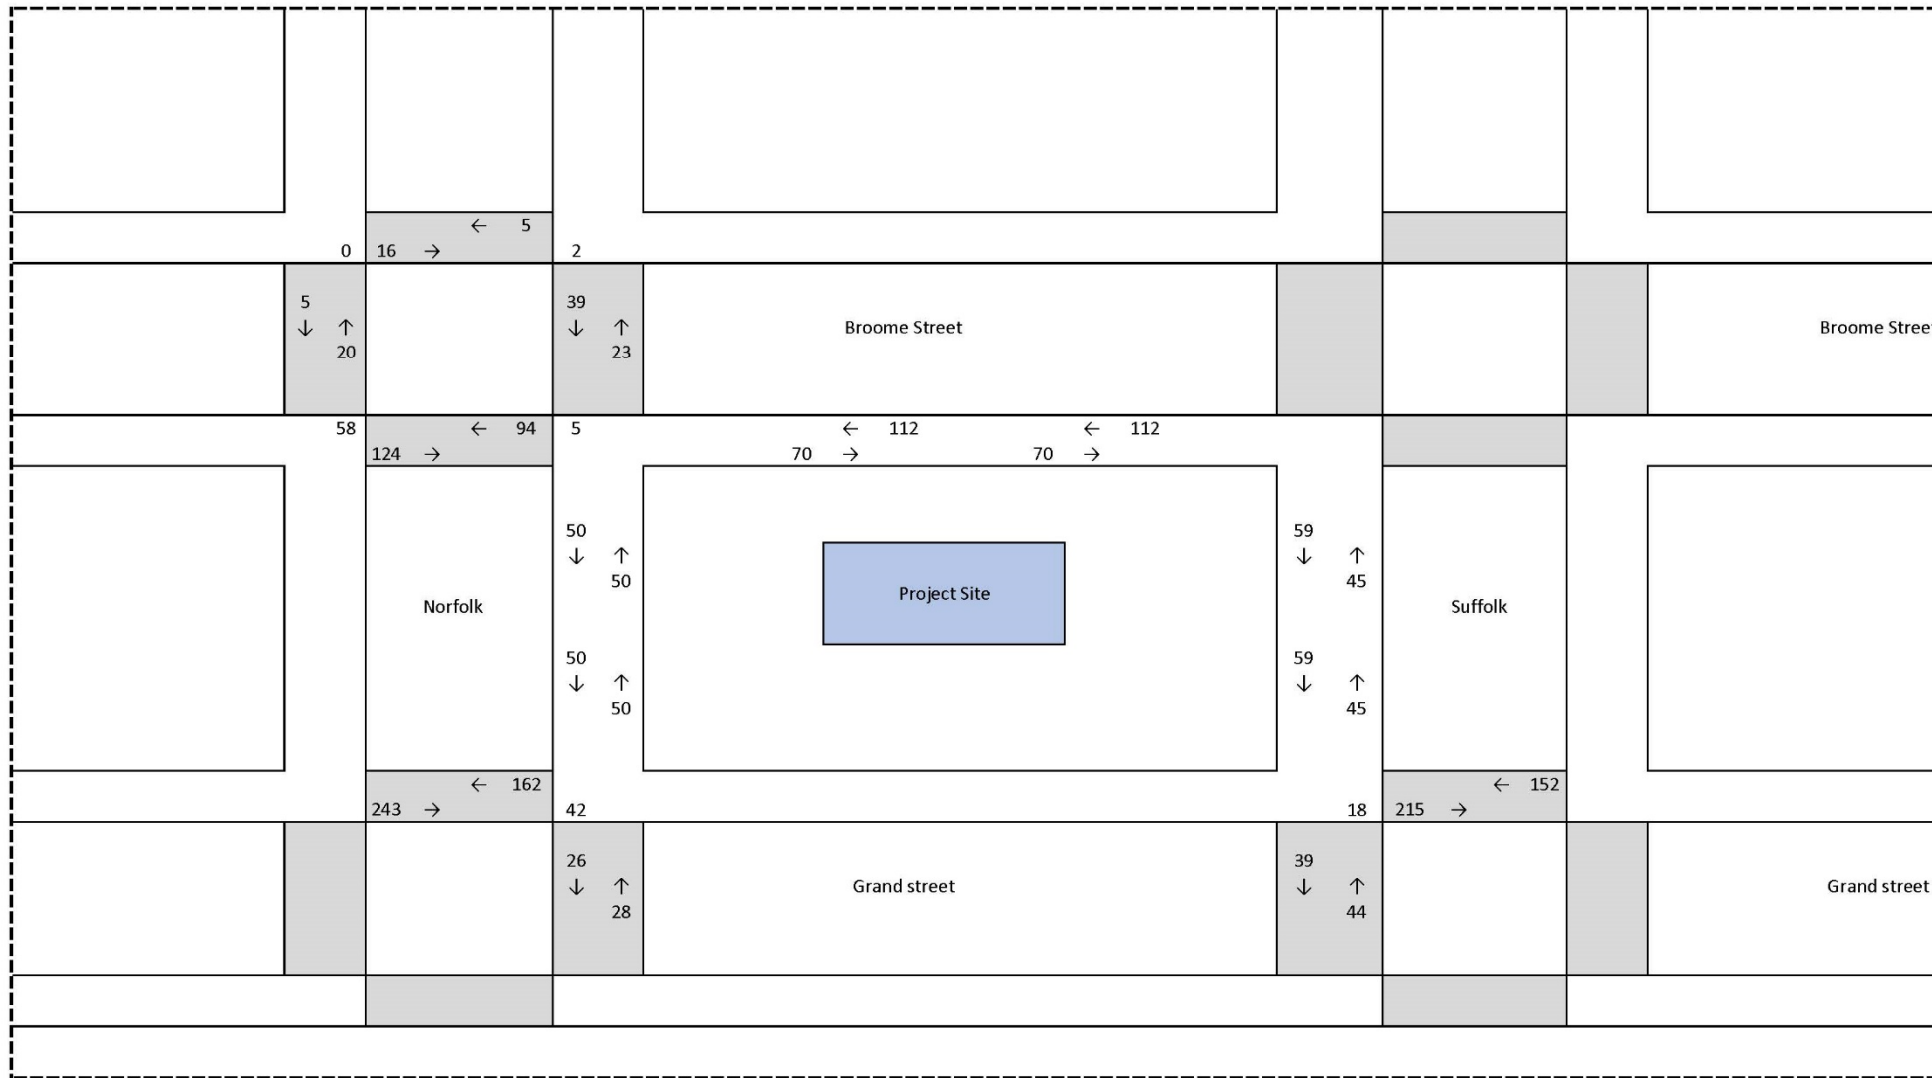 ← 5
0 16 → 2
5
↓ ↑
20
39
↓ ↑
23
Broome Street
Broome Stree
58 ← 94 5 ← 112 ← 112
124 → 70 → 70 →
50
↓ ↑
50
59
↓ ↑
45
Project Site
Norfolk
Suffolk
50
↓ ↑
50
59
↓ ↑
45
← 162 ← 152
243 → 42 18 215 →
26
↓ ↑
28
39
↓ ↑
44
Grand street
Grand street